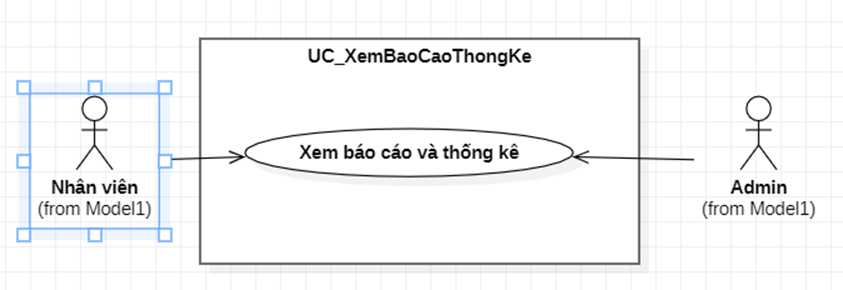 UC_XemBaoCaoThongKe
Xem báo cáo và thống kê
Nhân viên
(from Model1)
Admin
(from Model1)